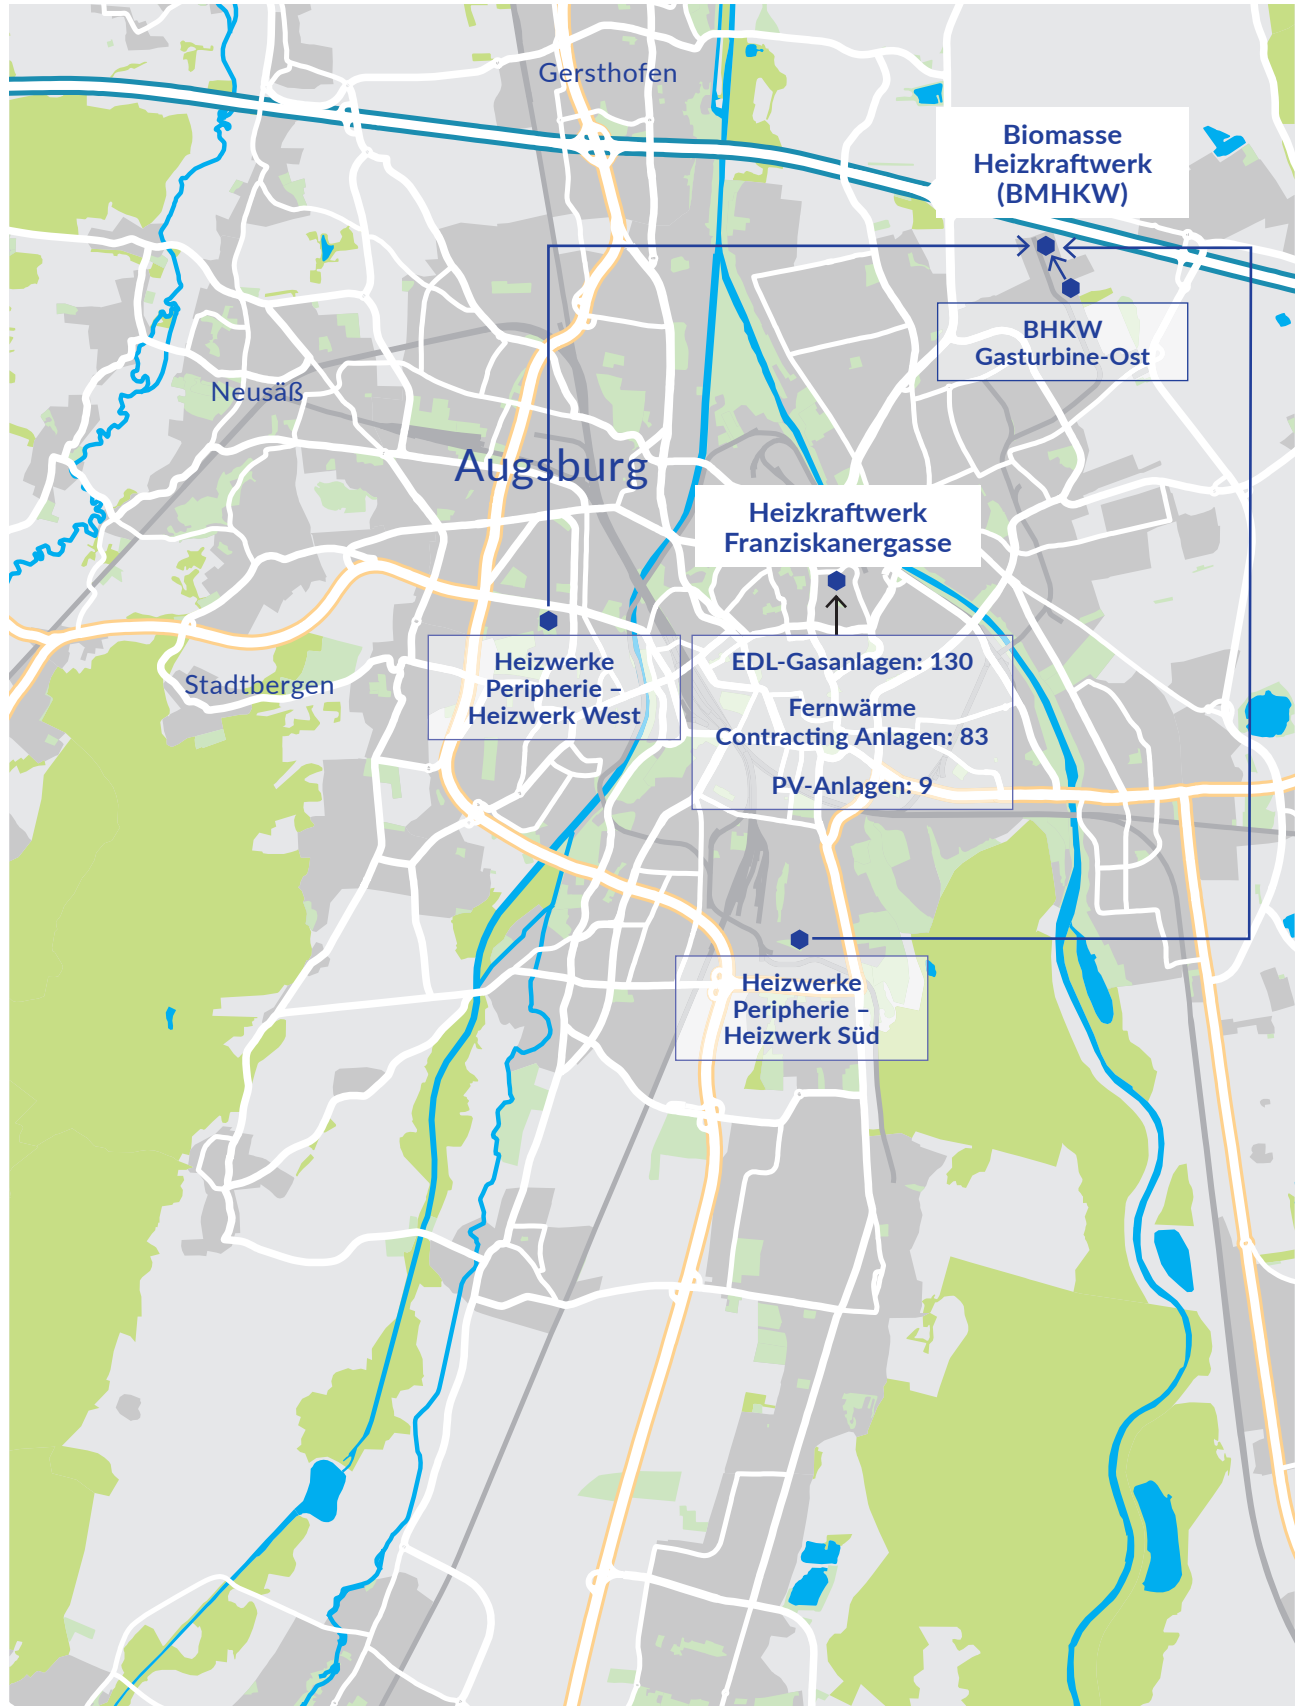 Gersthofen
Biomasse
Heizkraftwerk
(BMHKW)
BHKW
Gasturbine-Ost
Neusäß
Augsburg
Heizkraftwerk
Franziskanergasse
Heizwerke
Peripherie –
Heizwerk West
EDL-Gasanlagen: 130
Fernwärme
Contracting Anlagen: 83
PV-Anlagen: 9
Stadtbergen
Heizwerke
Peripherie –
Heizwerk Süd